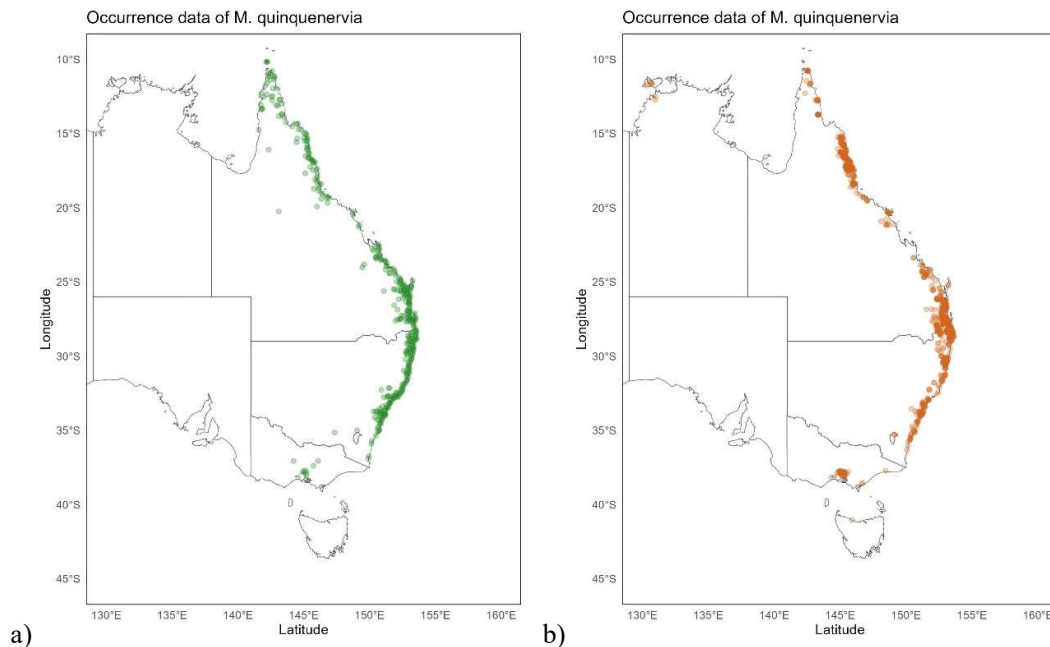 Occurrence data of M. quinquenervia
10°S
15°S
20°S
25°S
30°S
35°S
40°S
45°S
Longitude
130°E 135°E 140°E 145°E 150°E 155°E 160°E
Latitude
a)
Occurrence data of M. quinquenervia
10°S
15°S
20°S
25°S
30°S
35°S
40°S
45°S
Longitude
130°E 135°E 140°E 145°E 150°E 155°E 160°E
Latitude
b)